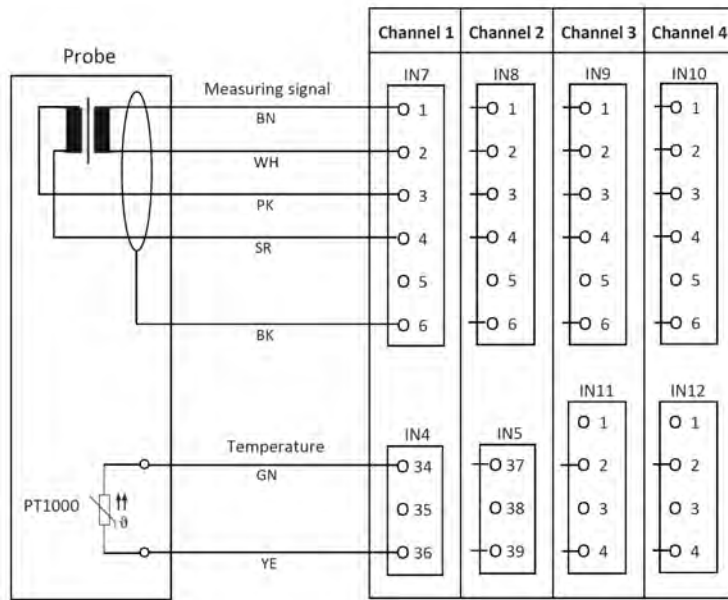 Channel 1 Channel 2 Channel 3 Channel 4
Probe
IN7 IN8 IN9 IN10
Measuring signal
BN
1 1 1 1
WH
2 2 2 2
PK
3 3 3 3
SR
4 4 4 4
5 5 5 5
BK
6 6 6 6
IN11 IN12
1 1
IN4 IN5
Temperature
GN
34 37 2 2
PT1000
ϑ
35 38 3 3
YE
36 39 4 4